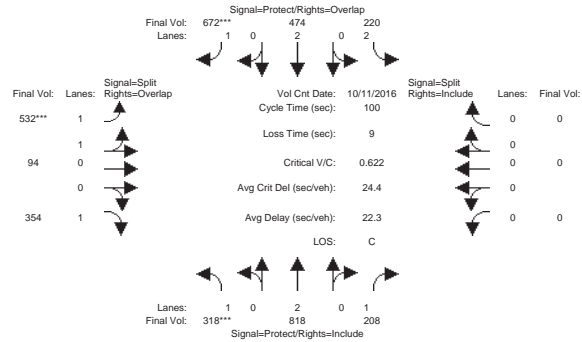 Signal=Protect/Rights=Overlap
Final Vol: 672*** 474 220
Lanes: 1 0 2 0 2
Signal=Split Signal=Split
Final Vol: Lanes: Rights=Overlap Vol Cnt Date: 10/11/2016 Rights=Include Lanes: Final Vol:
Cycle Time (sec): 100
532*** 1 0 0
Loss Time (sec): 9
1 0
94 0 Critical V/C: 0.622 0 0
0 Avg Crit Del (sec/veh): 24.4 0
354 1 Avg Delay (sec/veh): 22.3 0 0
LOS: C
Lanes: 1 0 2 0 1
Final Vol: 318*** 818 208
Signal=Protect/Rights=Include